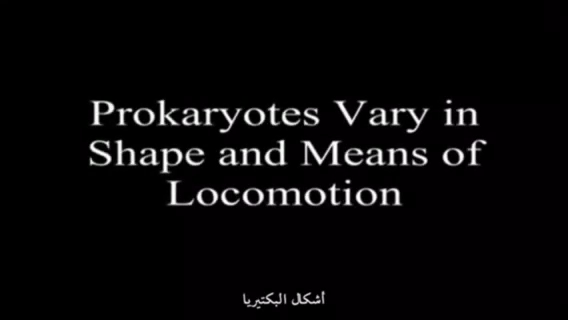 Prokaryotes Vary in
Shape and Means of
Locomotion
أشكال البكتيريا